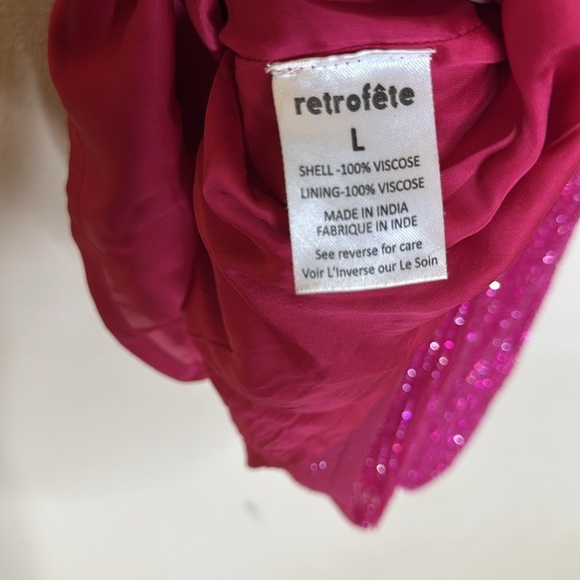 retrofête
L
SHELL -100% VISCOSE
LINING-100% VISCOSE
MADE IN INDIA
FABRIQUE IN INDE
See reverse for care
Voir L'Inverse our Le Soin